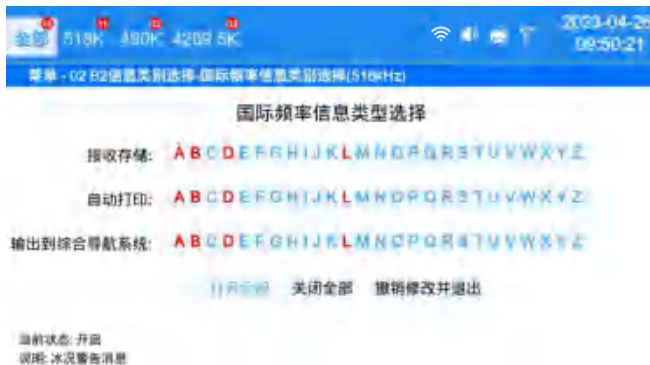 全部 518K 490K 4209.5K 2023-04-26
09:50:21
菜单 - 02 B2信息类别选择-国际频率信息类别选择(518kHz)
国际频率信息类型选择
接收存储: A B C D E F G H I J K L M N O P Q R S T U V W X Y Z
自动打印: A B C D E F G H I J K L M N O P Q R S T U V W X Y Z
输出到综合导航系统: A B C D E F G H I J K L M N O P Q R S T U V W X Y Z
打开全部 关闭全部 撤销修改并退出
当前状态: 开启
说明: 冰况警告消息